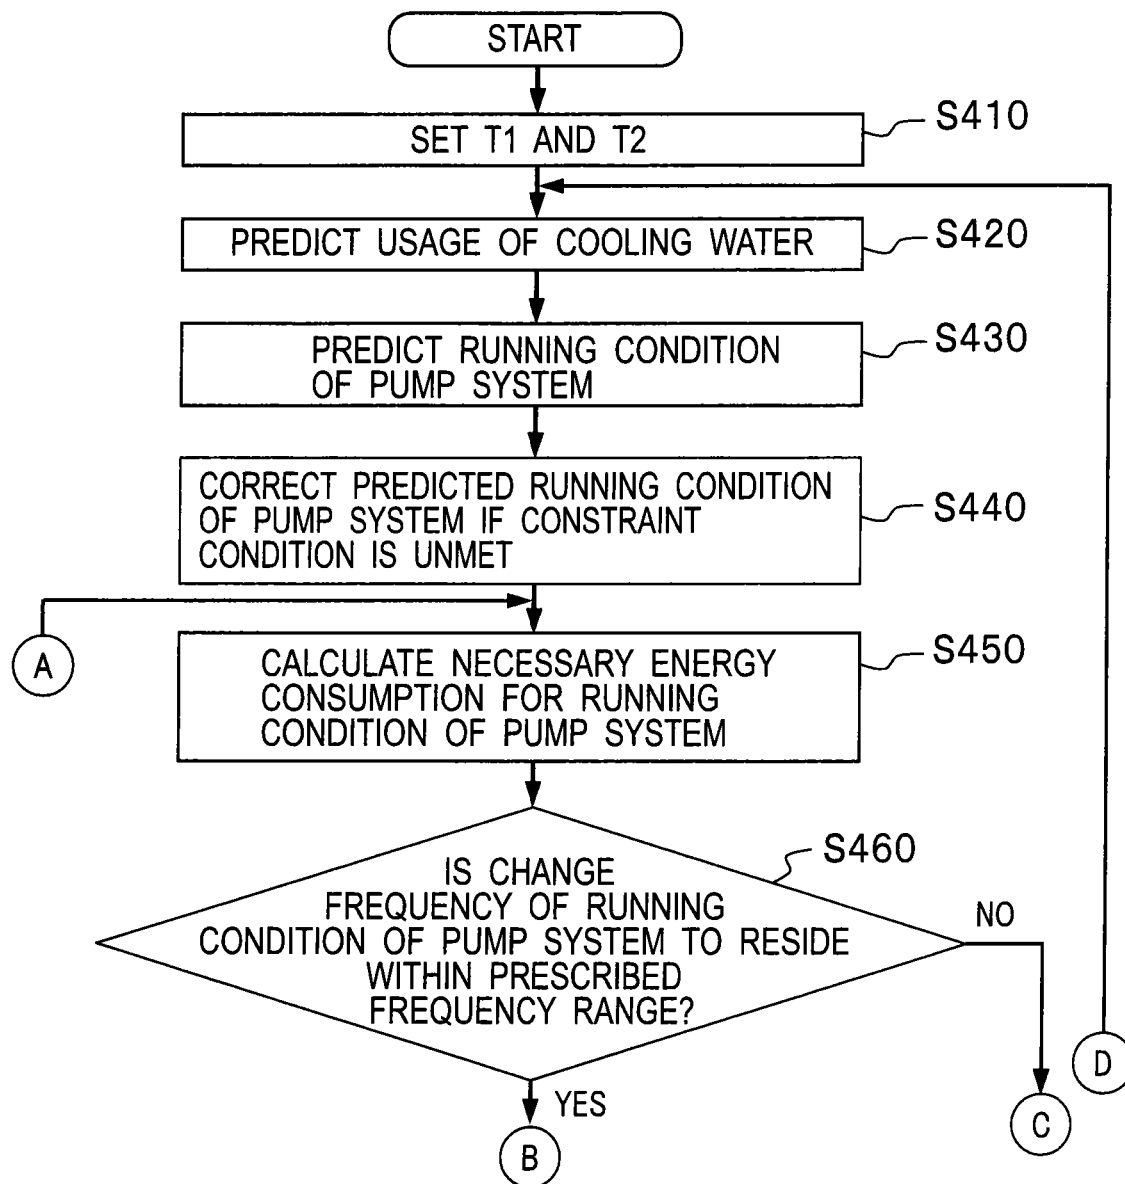 START
SET T1 AND T2
S410
PREDICT USAGE OF COOLING WATER
S420
PREDICT RUNNING CONDITION
OF PUMP SYSTEM
S430
CORRECT PREDICTED RUNNING CONDITION
OF PUMP SYSTEM IF CONSTRAINT
CONDITION IS UNMET
S440
A
CALCULATE NECESSARY ENERGY
CONSUMPTION FOR RUNNING
CONDITION OF PUMP SYSTEM
S450
IS CHANGE
FREQUENCY OF RUNNING
CONDITION OF PUMP SYSTEM TO RESIDE
WITHIN PRESCRIBED
FREQUENCY RANGE?
S460
NO
D
C
YES
B